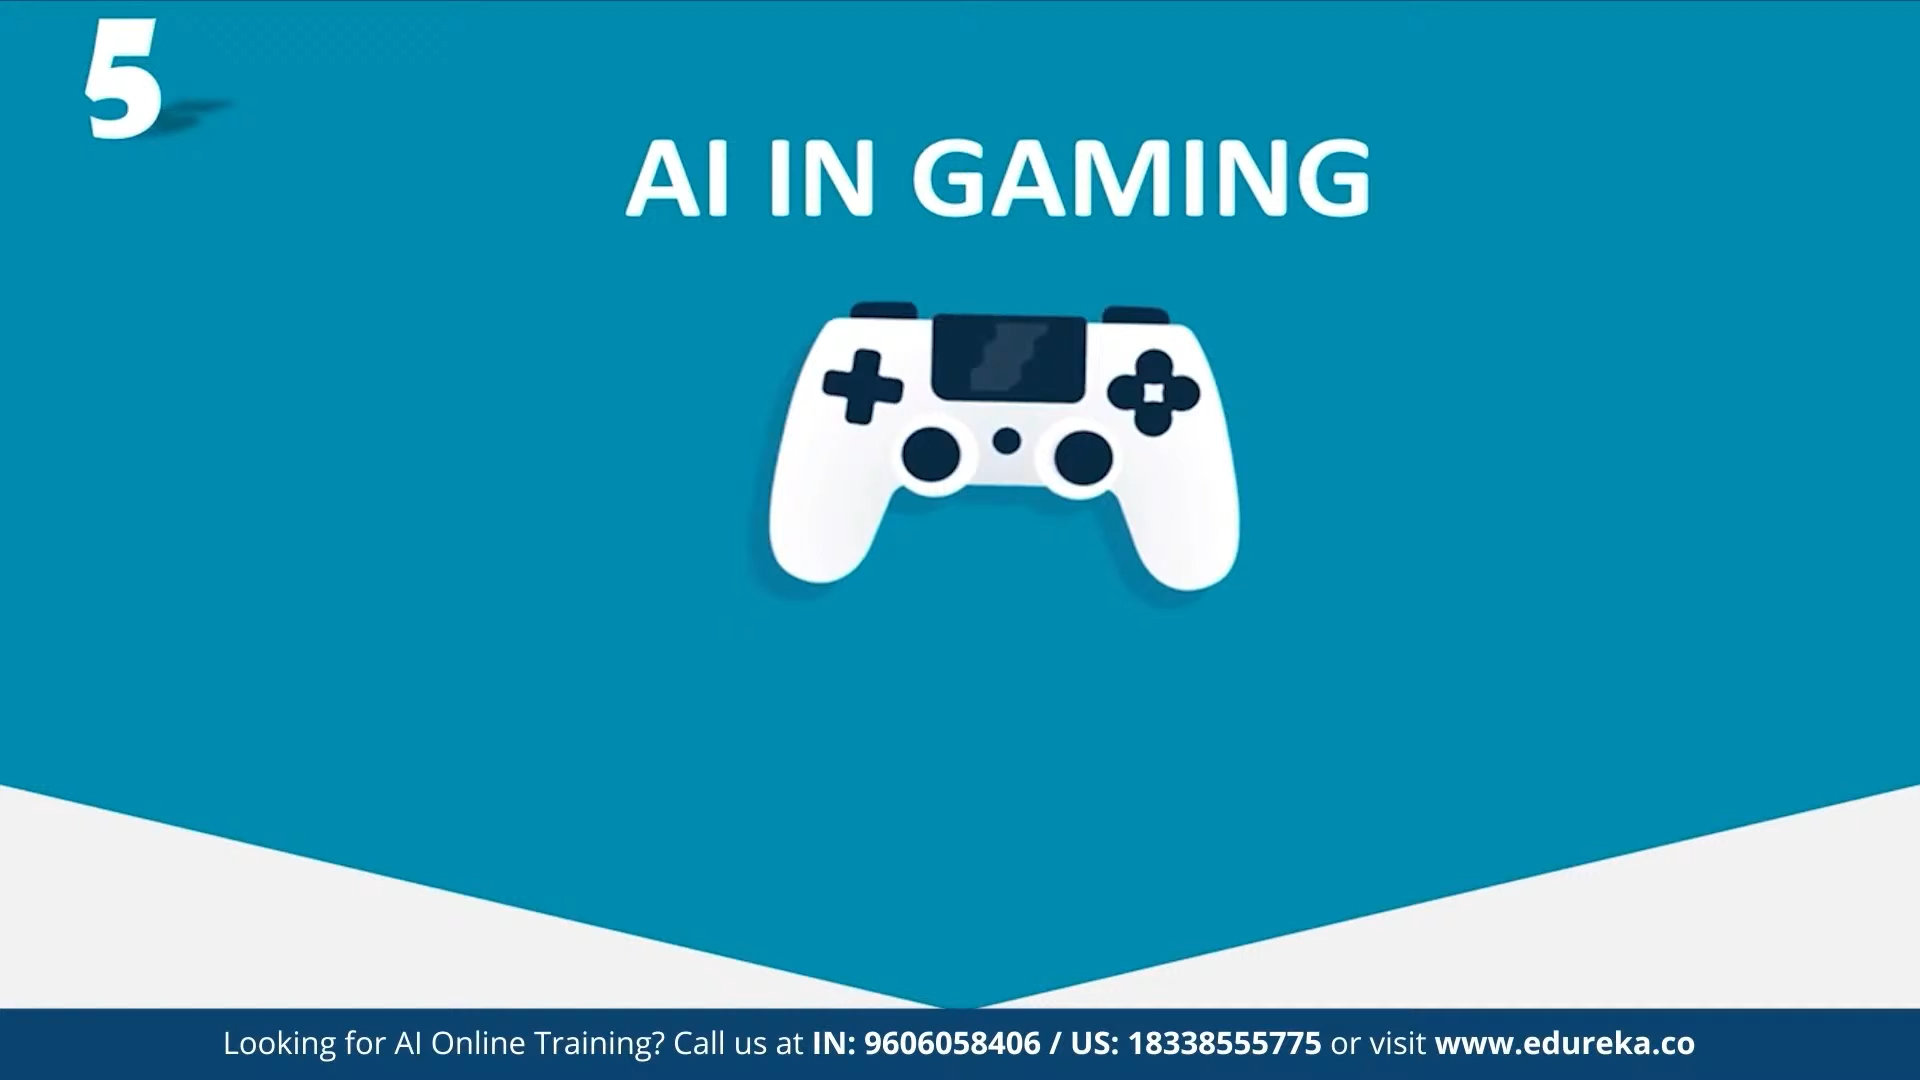 5
AI IN GAMING
Looking for AI Online Training? Call us at IN: 9606058406 / US: 18338555775 or visit www.edureka.co